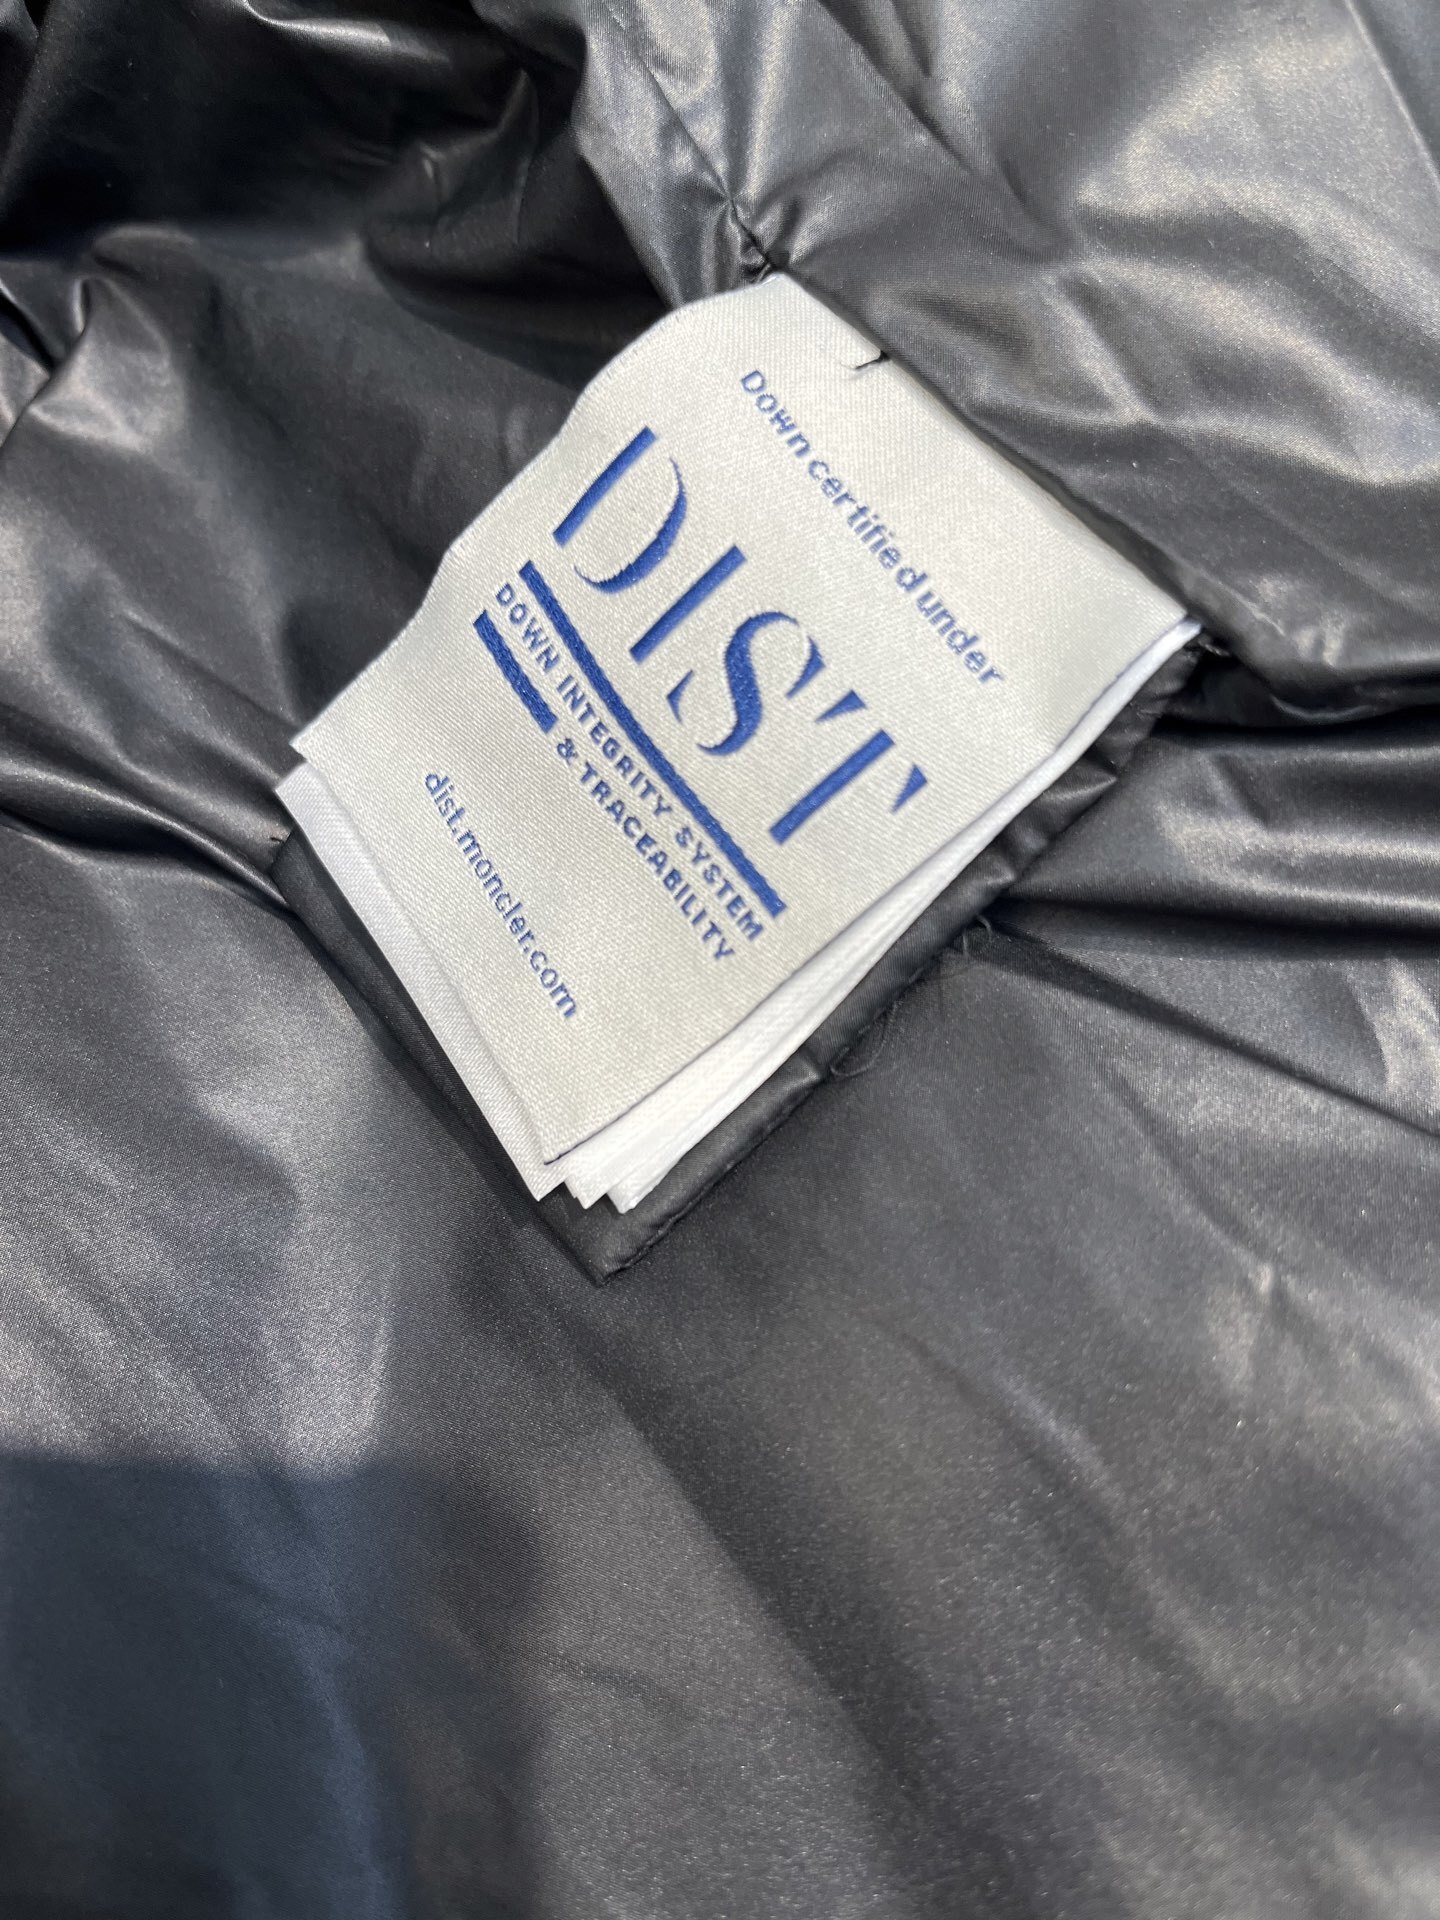 Down certified under
DIST
DOWN INTEGRITY SYSTEM
& TRACEABILITY
dist.moncler.com